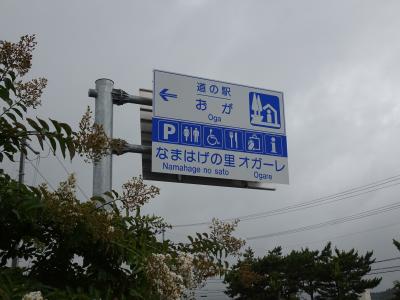 道の駅
おが
Oga
P i
なまはげの里 オガーレ
Namahage no sato Ogare